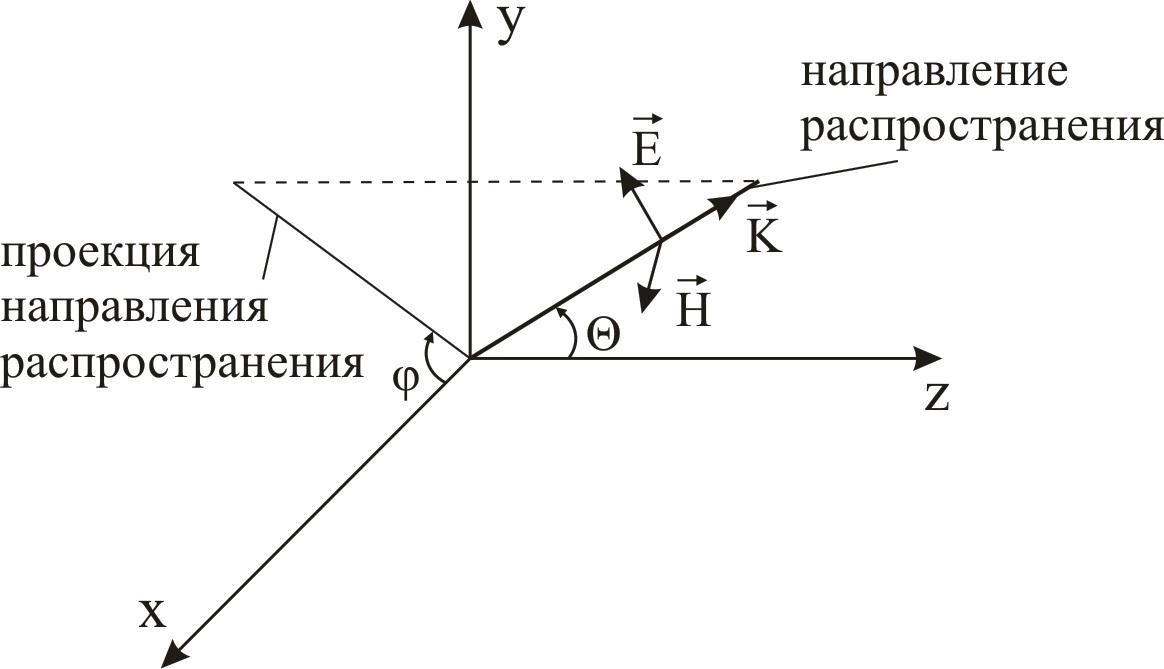 y
направление
распространения
E
K
проекция
направления
распространения
H
Θ
φ
z
x